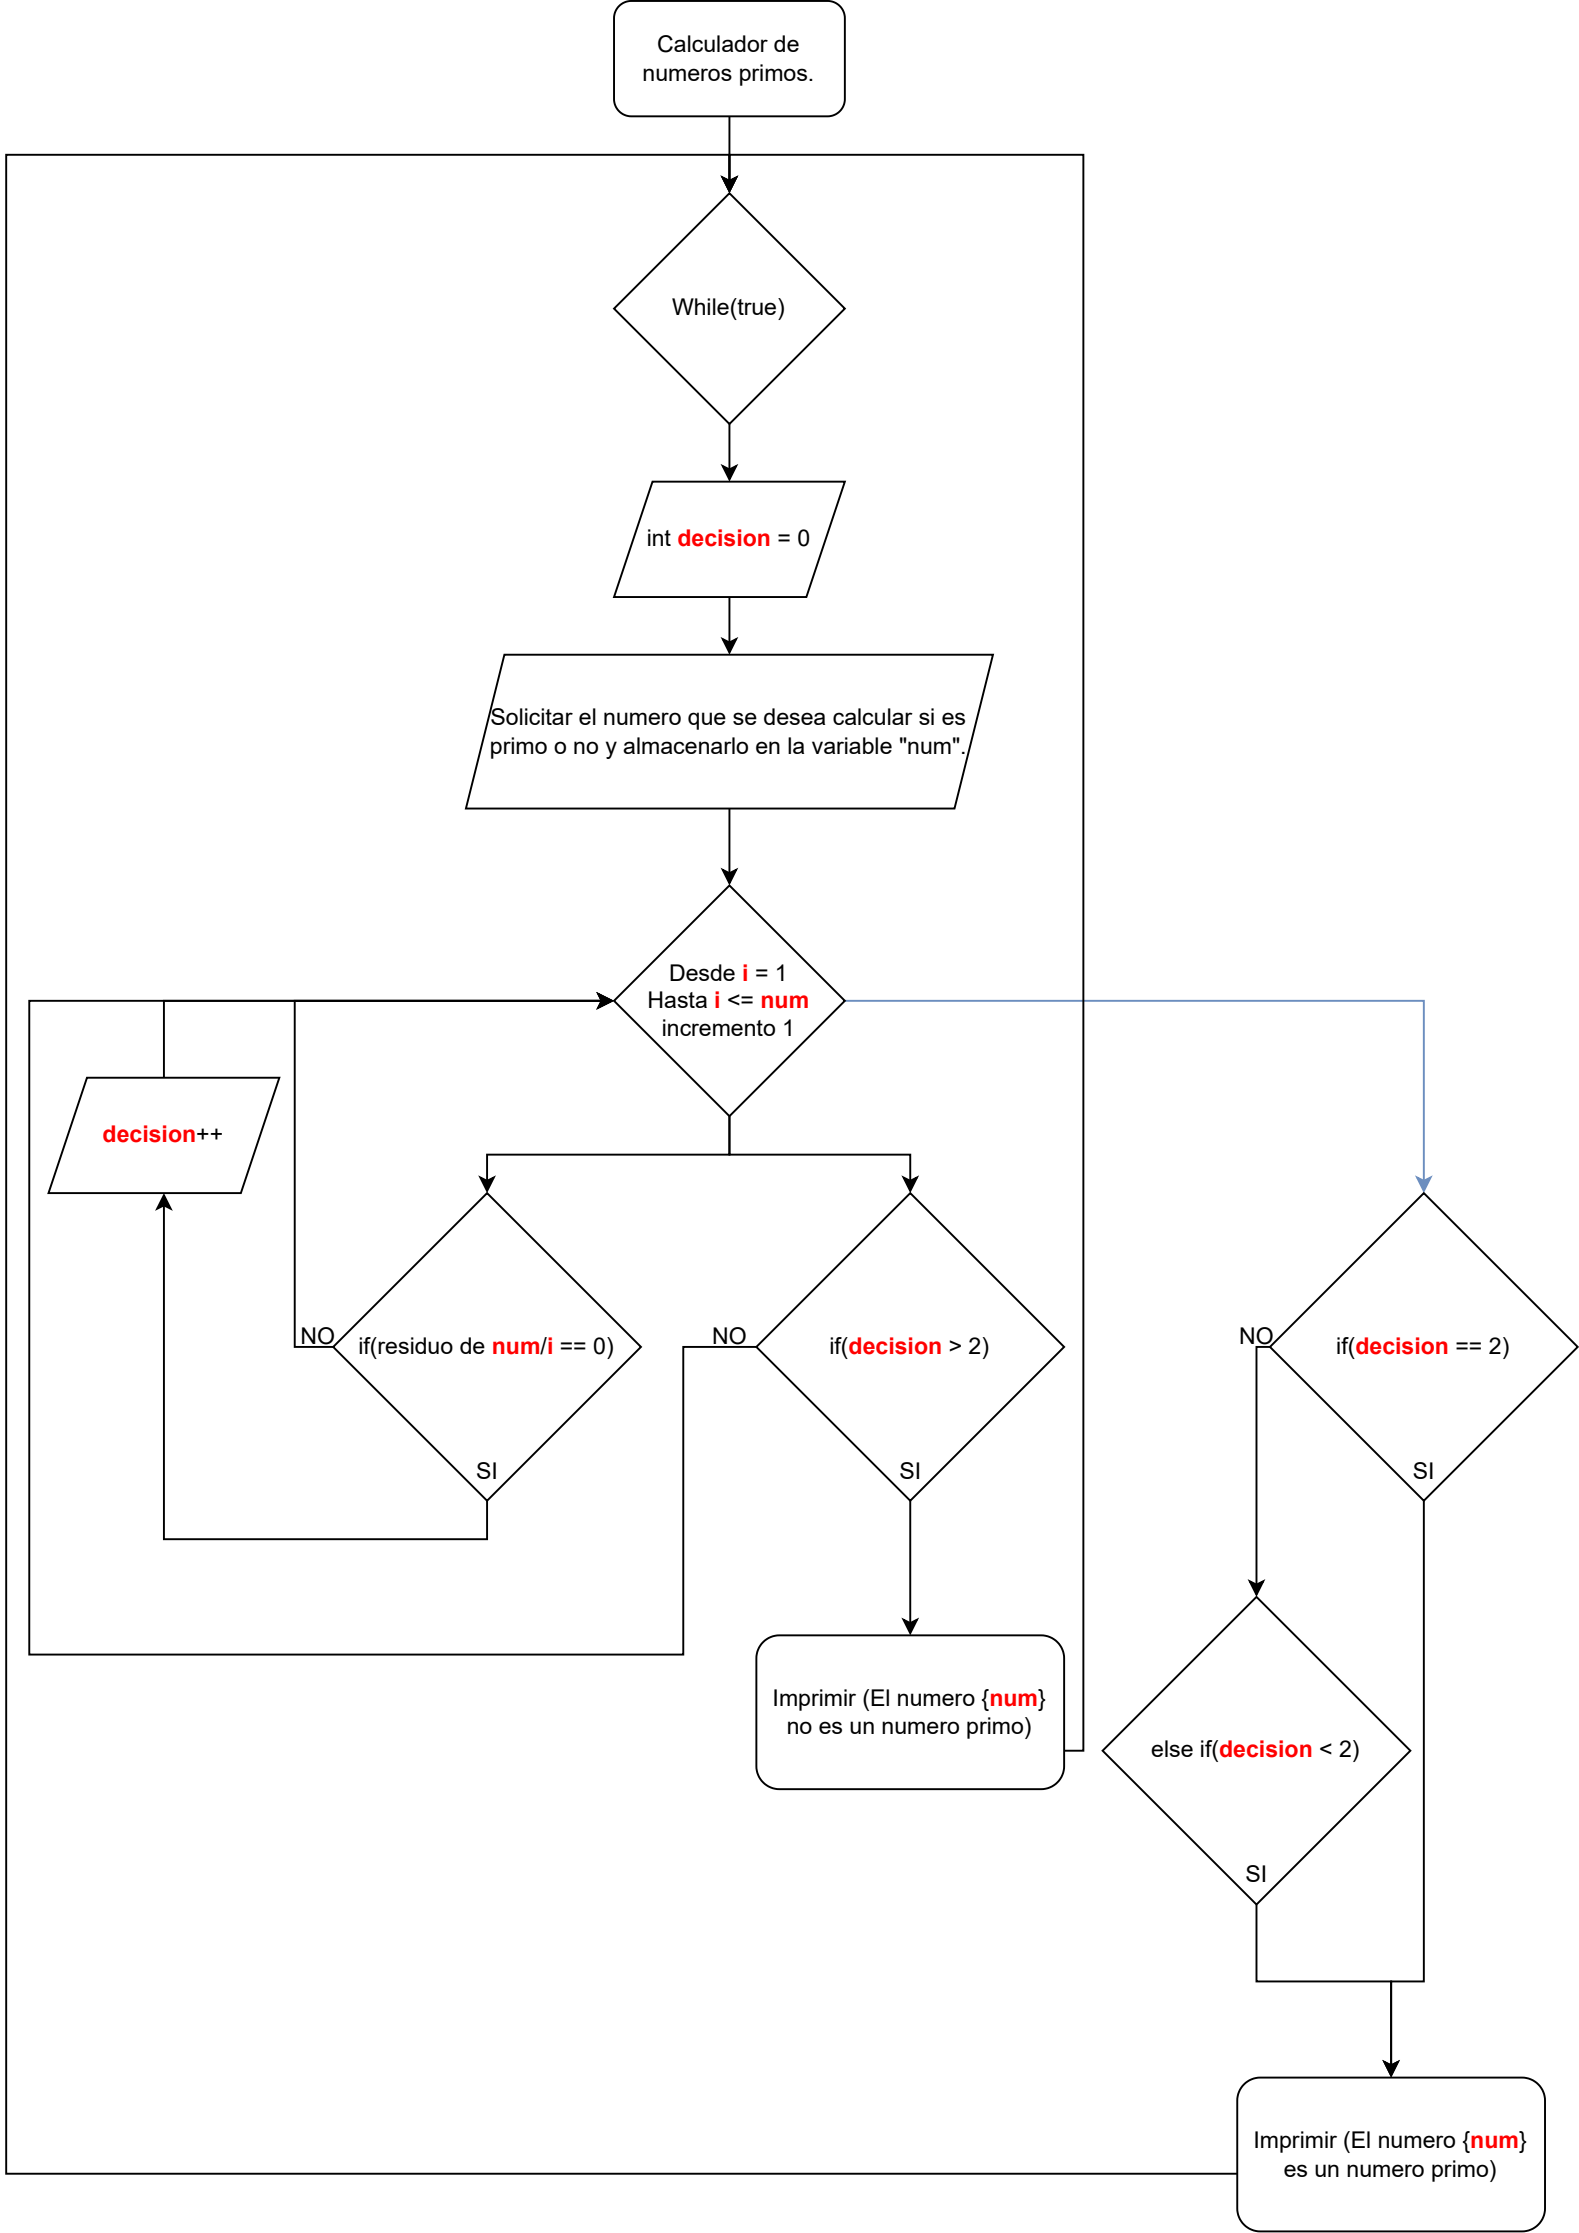 Calculador de
numeros primos.
While(true)
int decision = 0
Solicitar el numero que se desea calcular si es
primo o no y almacenarlo en la variable "num".
Desde i = 1
Hasta i <= num
incremento 1
decision++
NO
if(residuo de num/i == 0)
SI
NO
if(decision > 2)
SI
NO
if(decision == 2)
SI
Imprimir (El numero {num}
no es un numero primo)
else if(decision < 2)
SI
Imprimir (El numero {num}
es un numero primo)